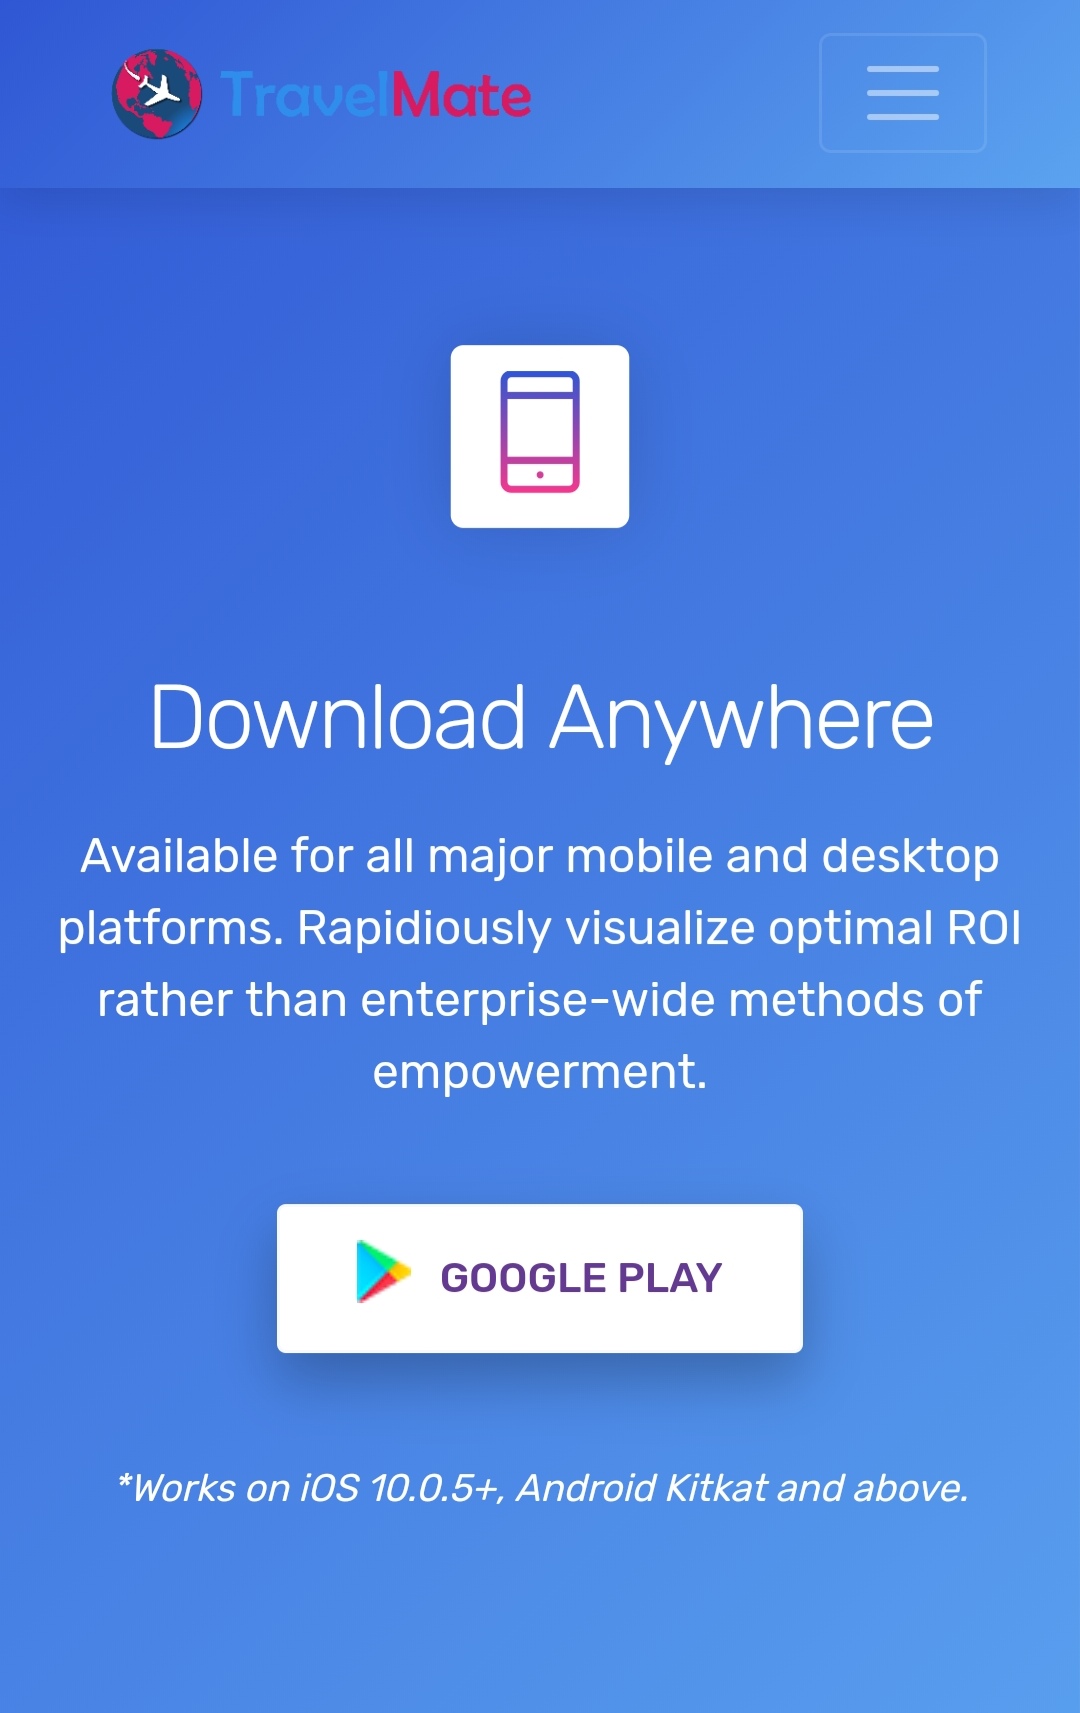 TravelMate
Download Anywhere
Available for all major mobile and desktop
platforms. Rapidiously visualize optimal ROI
rather than enterprise-wide methods of
empowerment.
GOOGLE PLAY
*Works on iOS 10.0.5+, Android Kitkat and above.